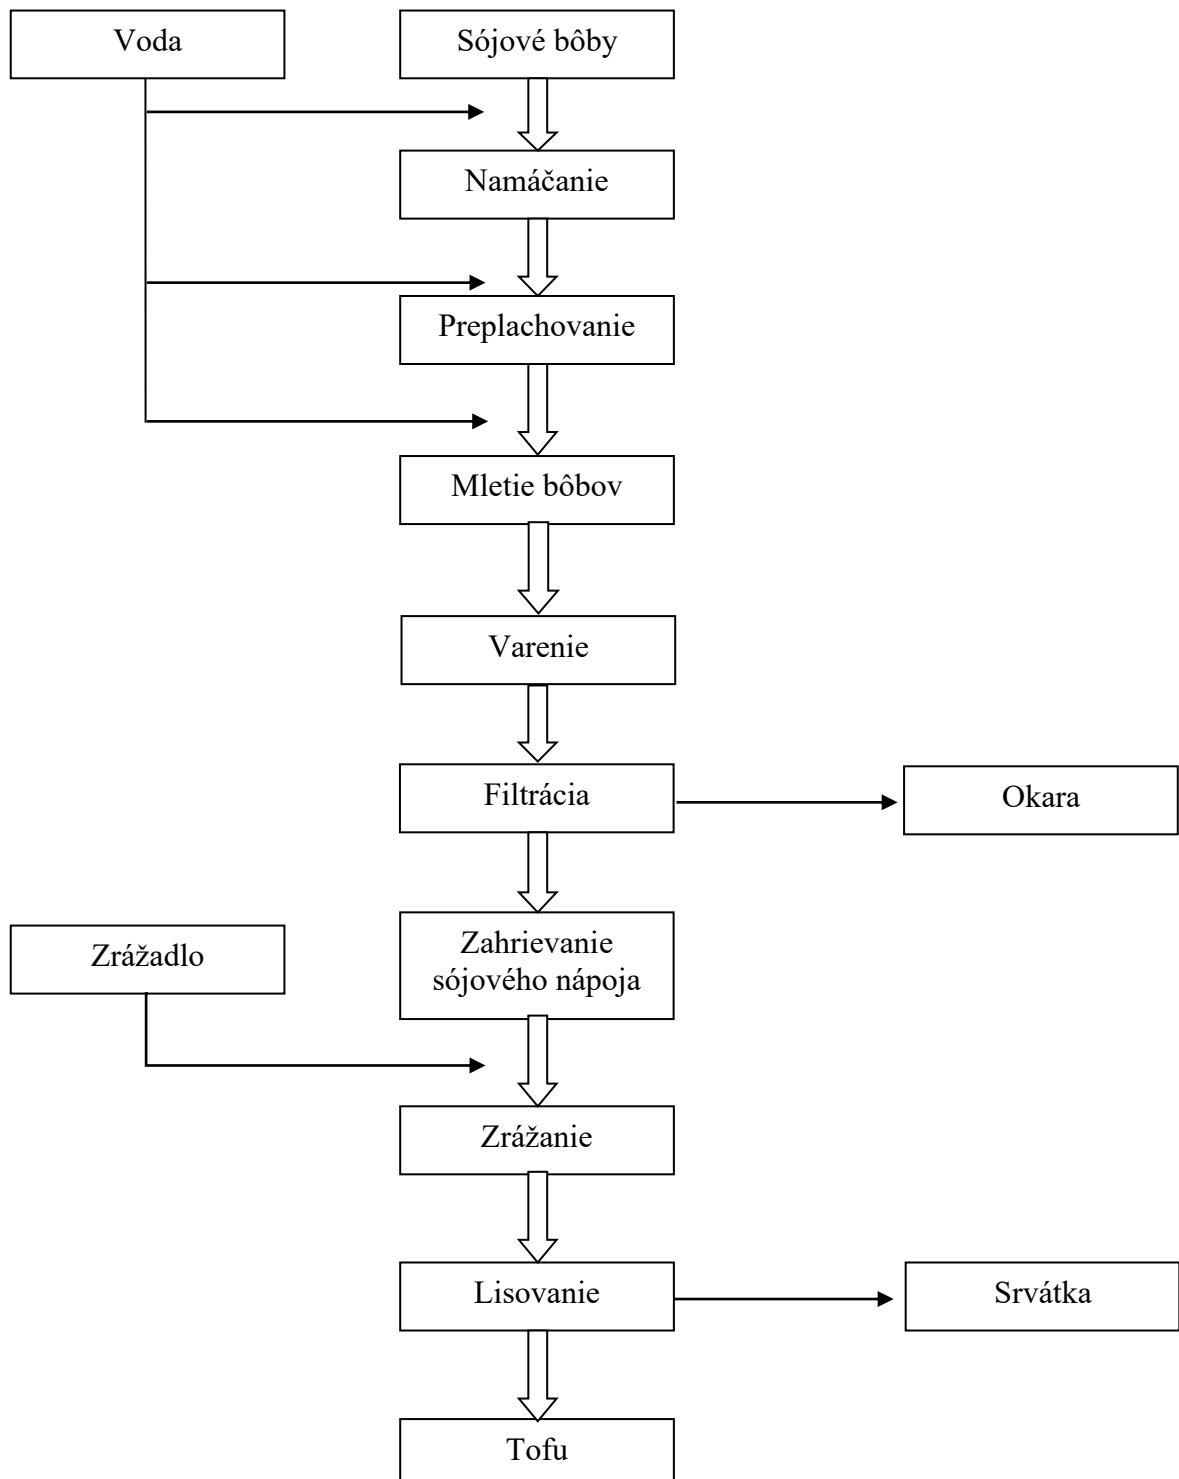 Voda
Sójové bôby
Namáčanie
Preplachovanie
Mletie bôbov
Varenie
Filtrácia
Okara
Zrážadlo
Zahrievanie
sójového nápoja
Zrážanie
Lisovanie
Srvátka
Tofu